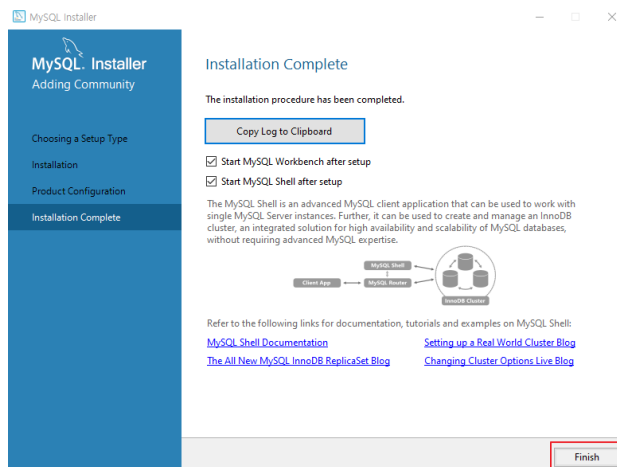 MySQL Installer
MySQL. Installer
Adding Community
Choosing a Setup Type
Installation
Product Configuration
Installation Complete
Installation Complete
The installation procedure has been completed.
Copy Log to Clipboard
Start MySQL Workbench after setup
Start MySQL Shell after setup
The MySQL Shell is an advanced MySQL client application that can be used to work with
single MySQL Server instances. Further, it can be used to create and manage an InnoDB
cluster, an integrated solution for high availability and scalability of MySQL databases,
without requiring advanced MySQL expertise.
MySQL Shell
Client App
MySQL Router
InnoDB Cluster
Refer to the following links for documentation, tutorials and examples on MySQL Shell:
MySQL Shell Documentation
Setting up a Real World Cluster Blog
The All New MySQL InnoDB ReplicaSet Blog
Changing Cluster Options Live Blog
Finish